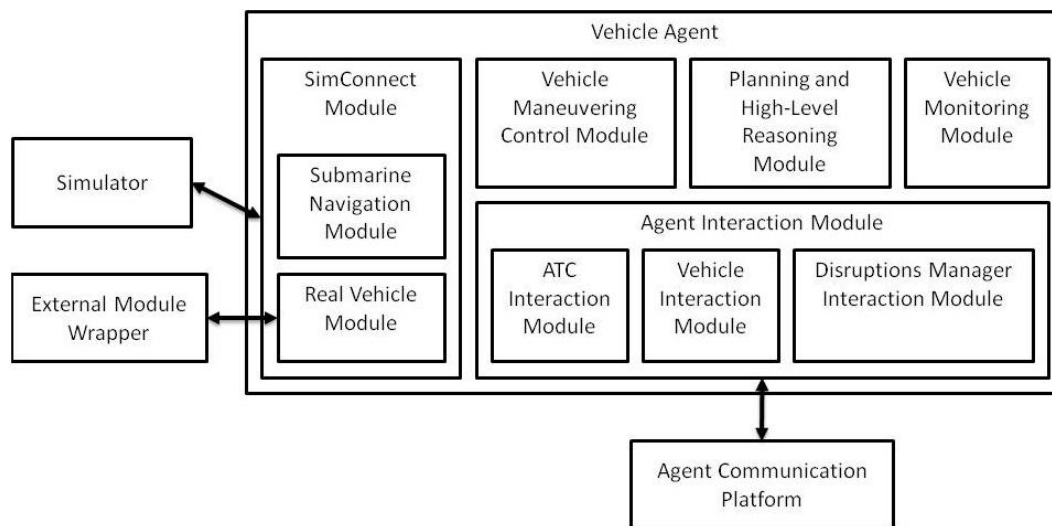 Vehicle Agent
SimConnect
Module
Submarine
Navigation
Module
Real Vehicle
Module
Vehicle
Maneuvering
Control Module
Planning and
High-Level
Reasoning
Module
Vehicle
Monitoring
Module
Agent Interaction Module
ATC
Interaction
Module
Vehicle
Interaction
Module
Disruptions Manager
Interaction Module
Simulator
External Module
Wrapper
Agent Communication
Platform